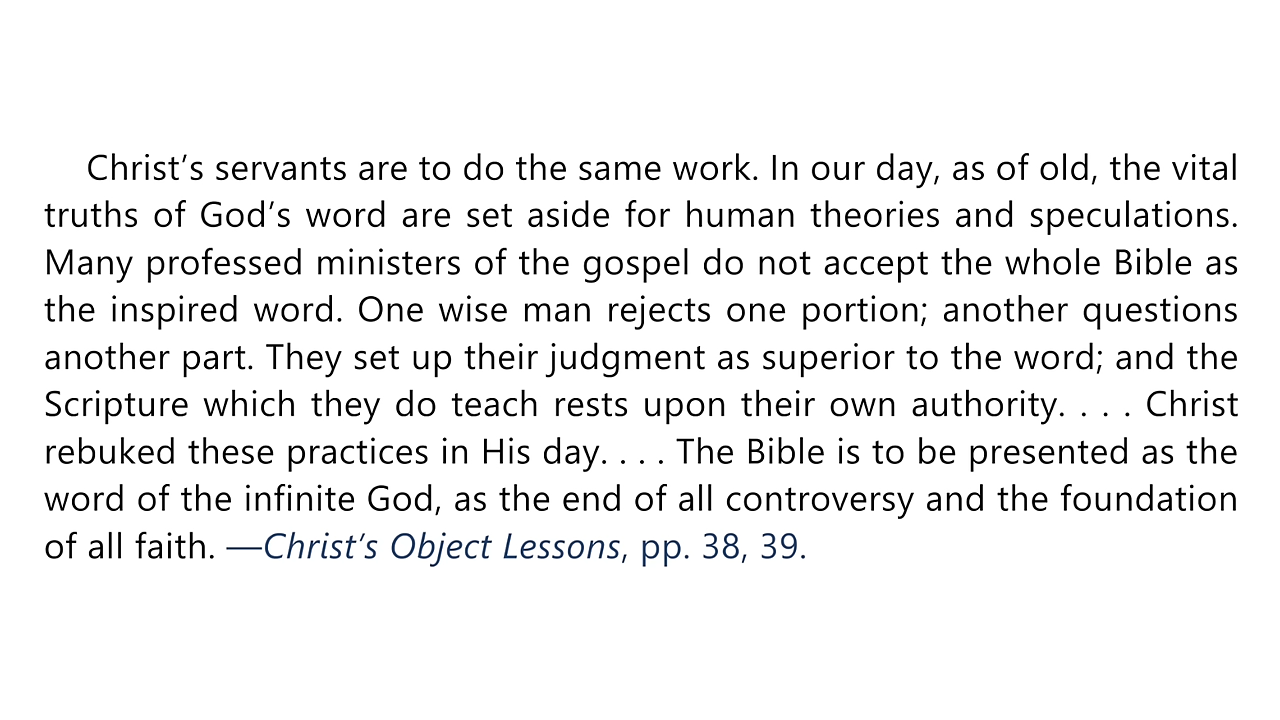 Christ’s servants are to do the same work. In our day, as of old, the vital
truths of God’s word are set aside for human theories and speculations.
Many professed ministers of the gospel do not accept the whole Bible as
the inspired word. One wise man rejects one portion; another questions
another part. They set up their judgment as superior to the word; and the
Scripture which they do teach rests upon their own authority. . . . Christ
rebuked these practices in His day. . . . The Bible is to be presented as the
word of the infinite God, as the end of all controversy and the foundation
of all faith. —Christ’s Object Lessons, pp. 38, 39.